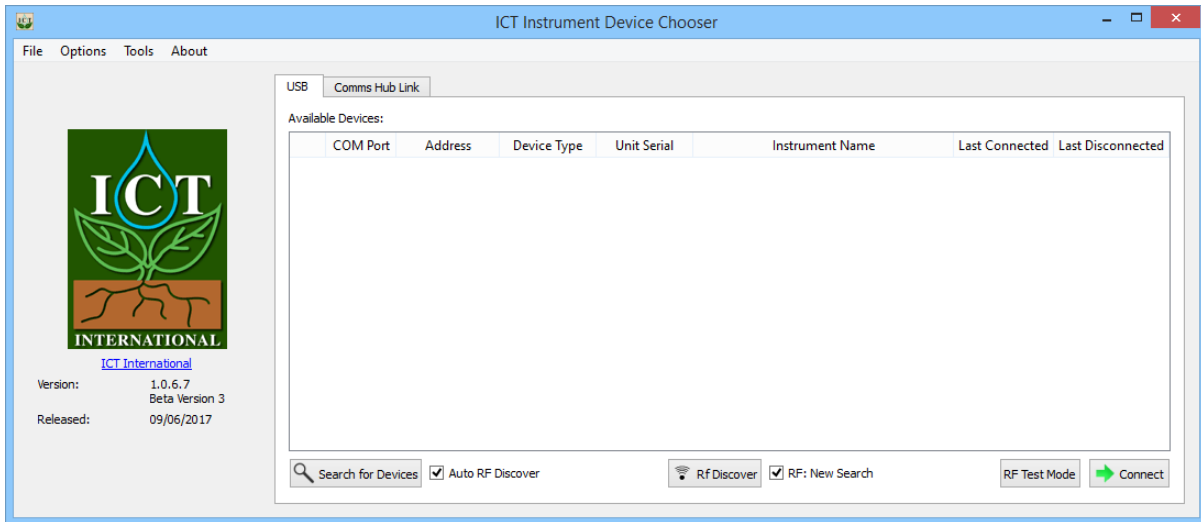 ICT Instrument Device Chooser
File Options Tools About
USB Comms Hub Link
Available Devices:
COM Port Address Device Type Unit Serial Instrument Name Last Connected Last Disconnected
ICT
INTERNATIONAL
ICT International
Version: 1.0.6.7
Beta Version 3
Released: 09/06/2017
Search for Devices Auto RF Discover Rf Discover RF: New Search RF Test Mode Connect